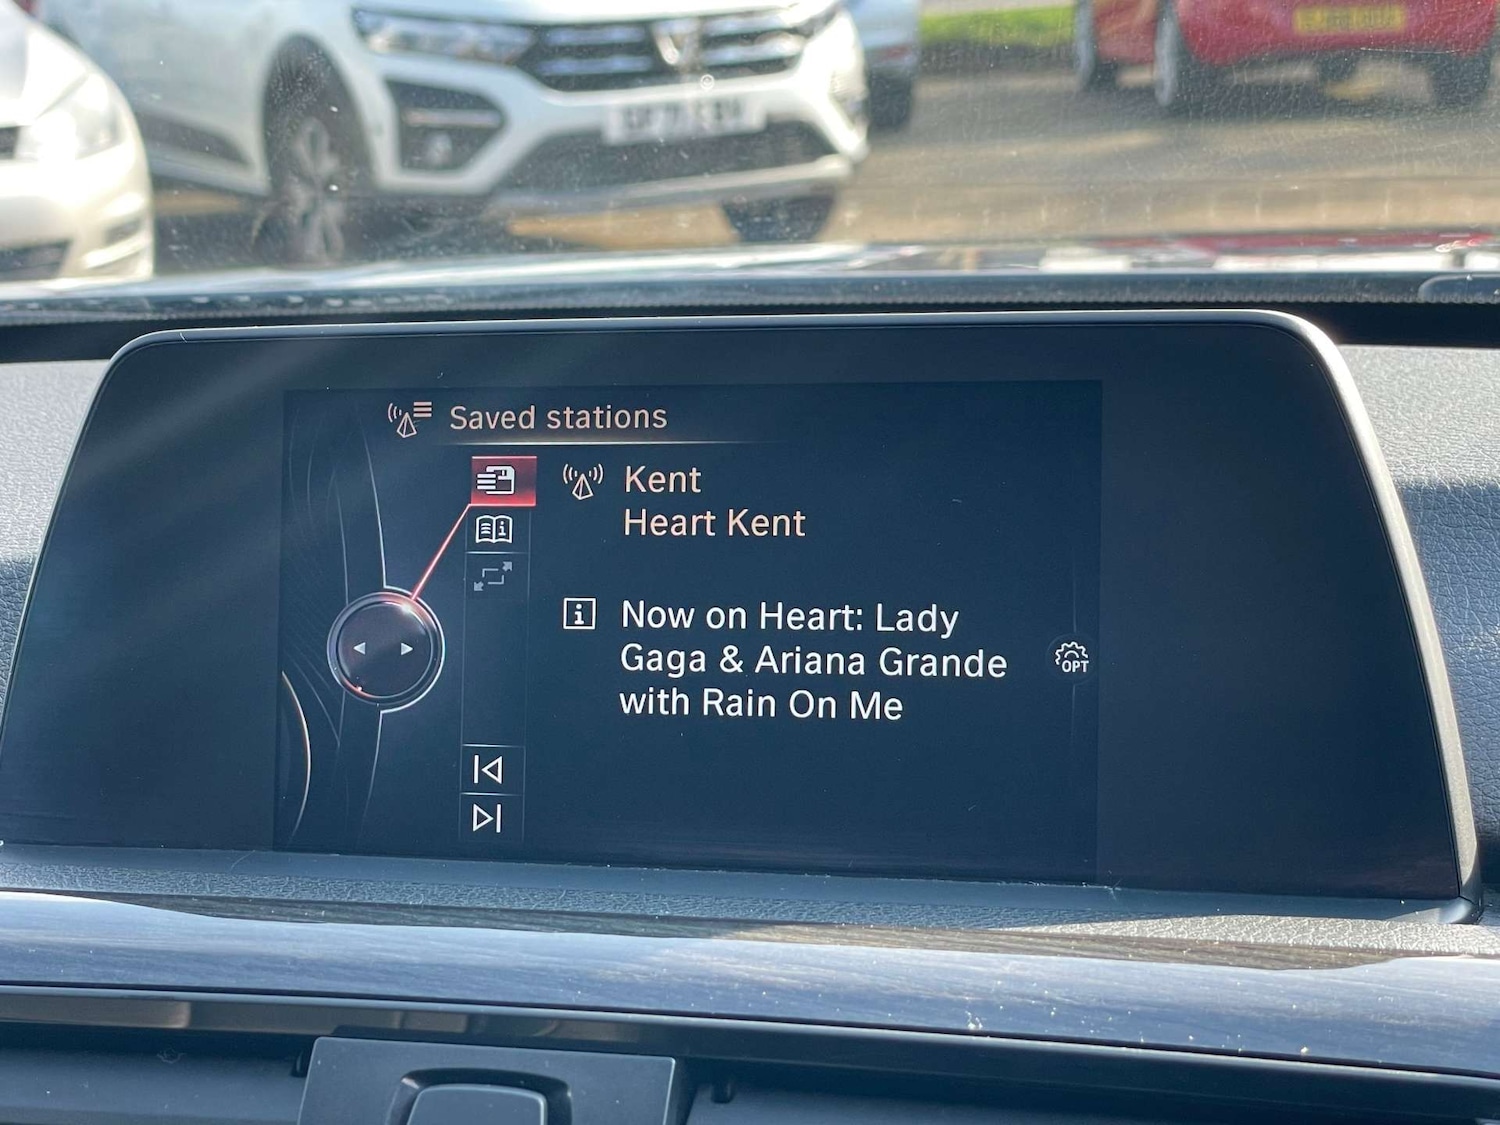 Saved stations
Kent
Heart Kent
i
Now on Heart: Lady
Gaga & Ariana Grande
with Rain On Me
OPT